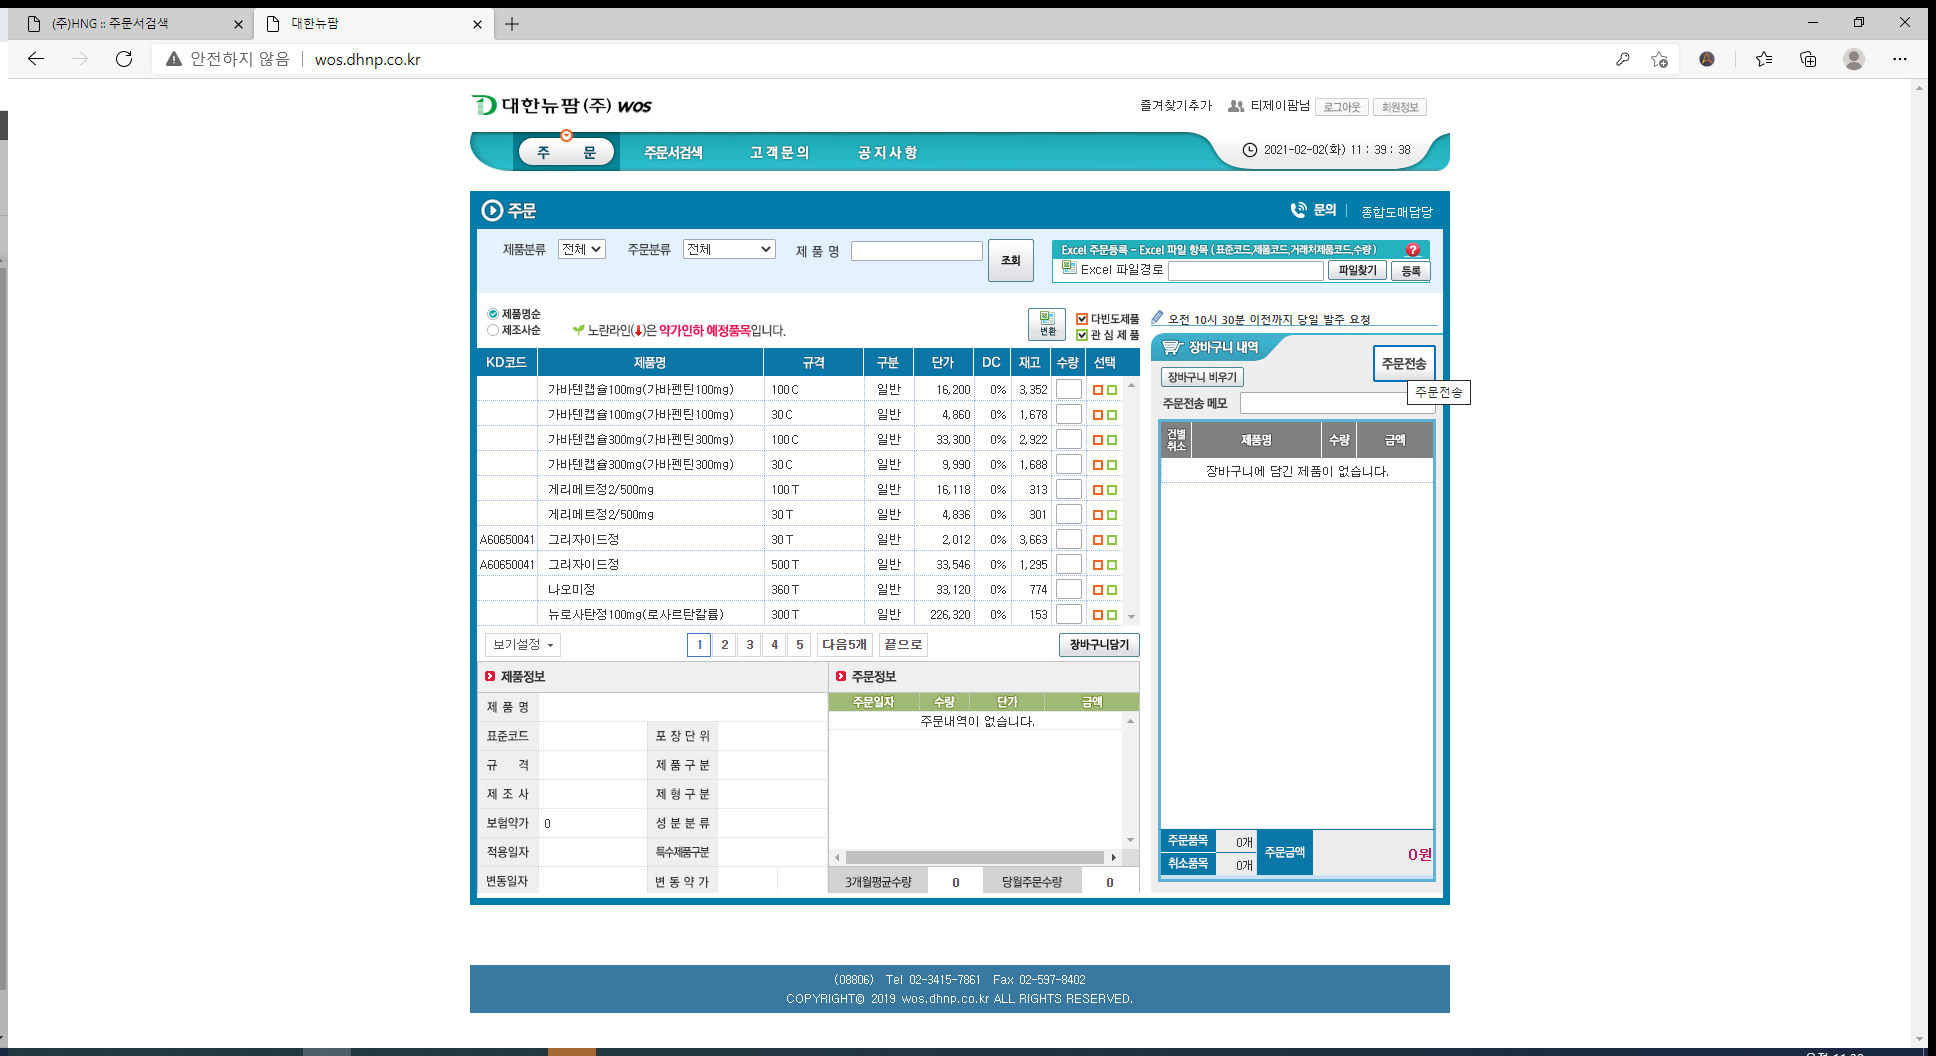 (주)HNG :: 주문서검색
대한뉴팜
안전하지 않음 wos.dhnp.co.kr
대한뉴팜(주) wos
즐겨찾기추가 티제이팜님 로그아웃 회원정보
주 문 주문서검색 고객문의 공지사항
2021-02-02(화) 11 : 39 : 38
주문
문의 종합도매담당
제품분류 전체 주문분류 전체 제 품 명 조회
Excel 주문등록 - Excel 파일 항목 (표준코드,제품코드,거래처제품코드,수량) ?
Excel 파일경로 파일찾기 등록
제품명순
제조사순
노란라인(↓)은 약가인하 예정품목입니다.
변환
다빈도제품
관 심 제 품
오전 10시 30분 이전까지 당일 발주 요청
KD코드 제품명 규격 구분 단가 DC 재고 수량 선택
가바텐캡슐100mg(가바펜틴100mg) 100 C 일반 16,200 0% 3,352
가바텐캡슐100mg(가바펜틴100mg) 30 C 일반 4,860 0% 1,678
가바텐캡슐300mg(가바펜틴300mg) 100 C 일반 33,300 0% 2,922
가바텐캡슐300mg(가바펜틴300mg) 30 C 일반 9,990 0% 1,688
게리메트정2/500mg 100 T 일반 16,118 0% 313
게리메트정2/500mg 30 T 일반 4,836 0% 301
A60650041 그리자이드정 30 T 일반 2,012 0% 3,663
A60650041 그리자이드정 500 T 일반 33,546 0% 1,295
나오미정 360 T 일반 33,120 0% 774
뉴로사탄정100mg(로사르탄칼륨) 300 T 일반 226,320 0% 153
보기설정 1 2 3 4 5 다음5개 끝으로 장바구니담기
장바구니 내역
주문전송
장바구니 비우기
주문전송
주문전송 메모
건별취소 제품명 수량 금액
장바구니에 담긴 제품이 없습니다.
주문품목 0개
취소품목 0개
주문금액 0원
제품정보
제 품 명
표준코드 포 장 단 위
규 격 제 품 구 분
제 조 사 제 형 구 분
보험약가 0 성 분 분 류
적용일자 특수제품구분
변동일자 변 동 약 가
주문정보
주문일자 수량 단가 금액
주문내역이 없습니다.
3개월평균수량 0 당월주문수량 0
(08806) Tel 02-3415-7861 Fax 02-597-8402
COPYRIGHT© 2019 wos.dhnp.co.kr ALL RIGHTS RESERVED.